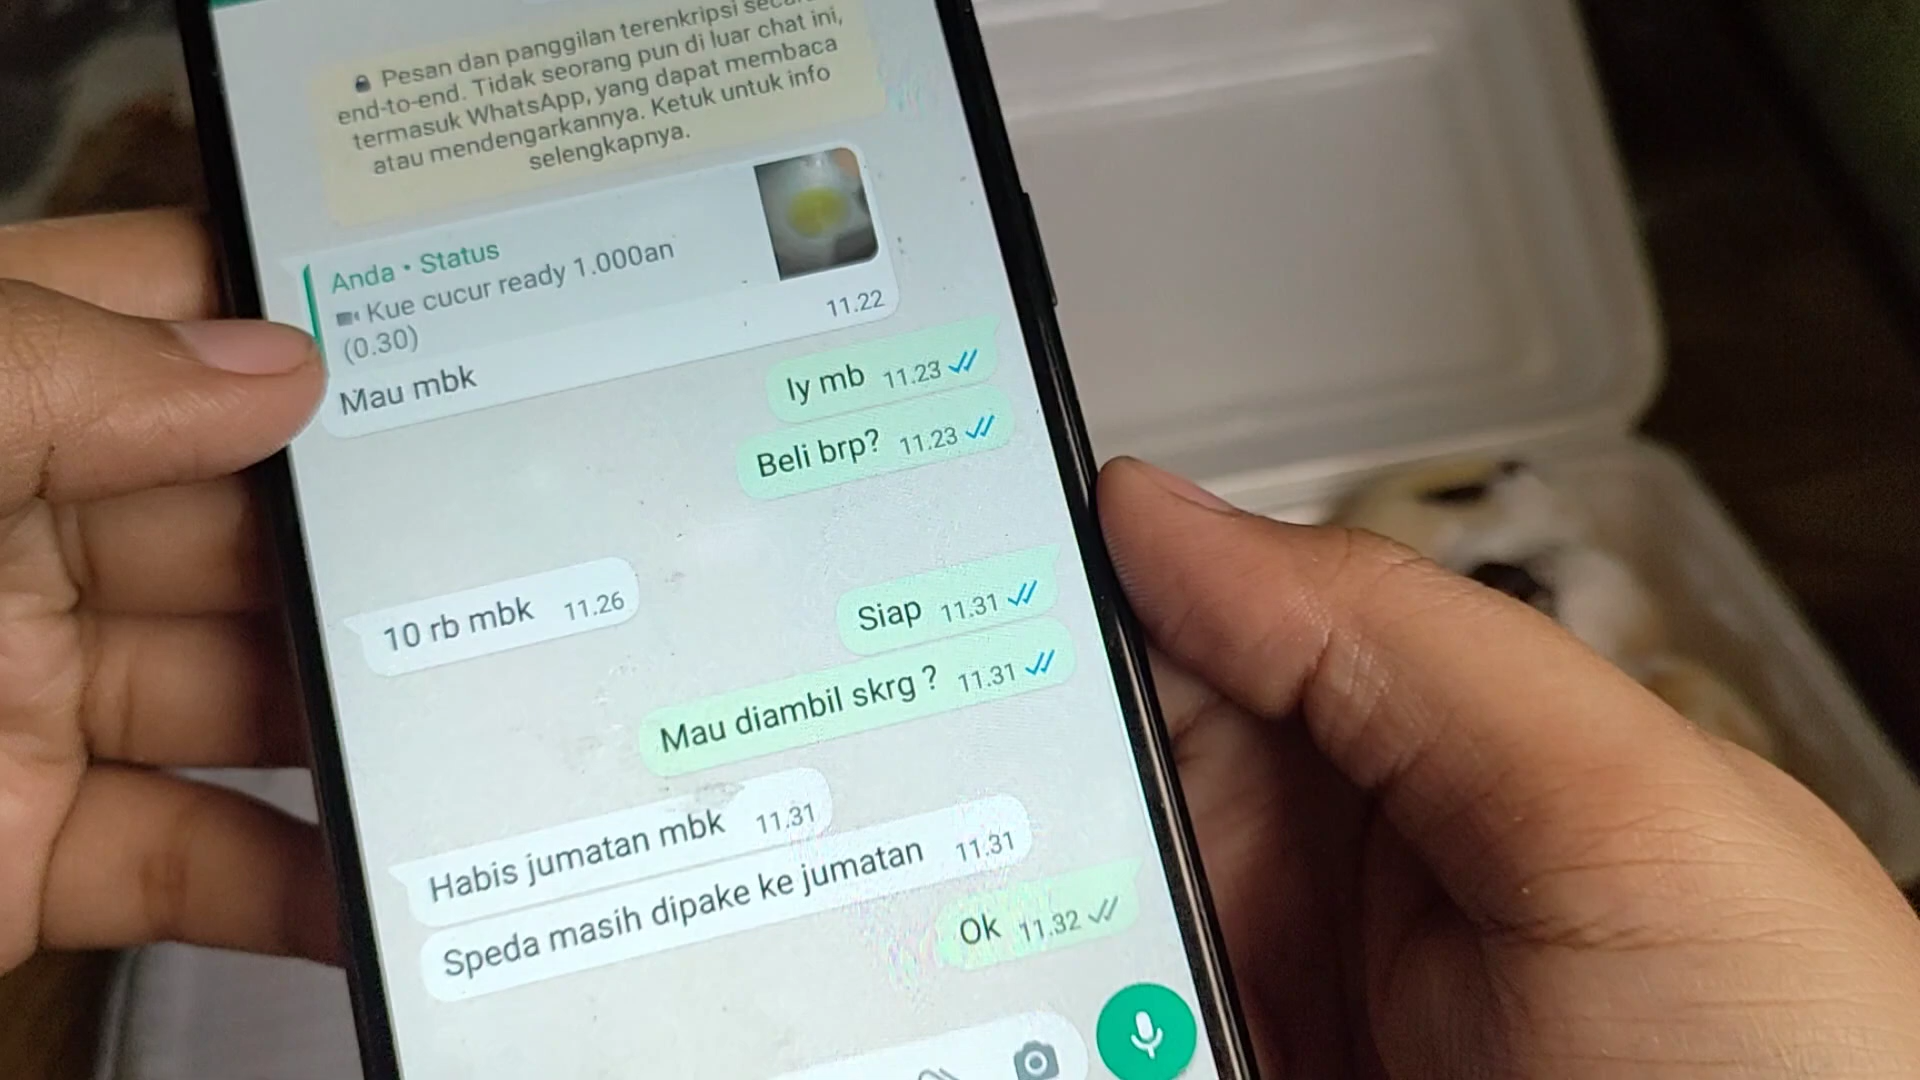 Pesan dan panggilan terenkripsi
end-to-end. Tidak seorang pun di luar chat ini,
termasuk WhatsApp, yang dapat membaca
atau mendengarkannya. Ketuk untuk info
selengkapnya.
Anda • Status
Kue cucur ready 1.000an
(0.30)
11.22
Mau mbk
Iy mb 11.23
Beli brp? 11.23
10 rb mbk 11.26
Siap 11.31
Mau diambil skrg ? 11.31
Habis jumatan mbk 11.31
Speda masih dipake ke jumatan 11.31
Ok 11.32